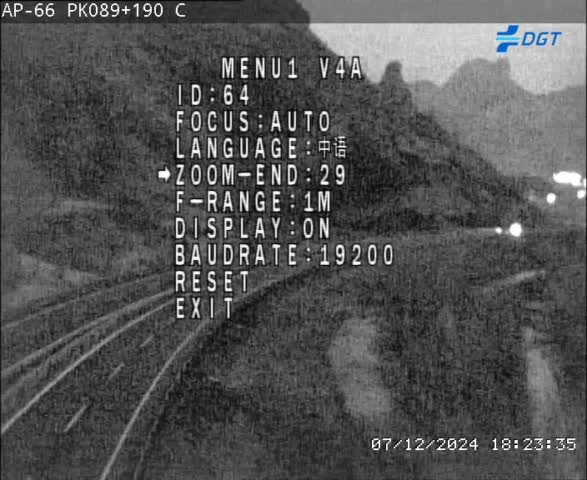 AP-66 PK089+190 C
DGT
MENU1 V4A
ID:64
FOCUS:AUTO
LANGUAGE:中语
ZOOM-END:29
F-RANGE:1M
DISPLAY:ON
BAUDRATE:19200
RESET
EXIT
07/12/2024 18:23:35